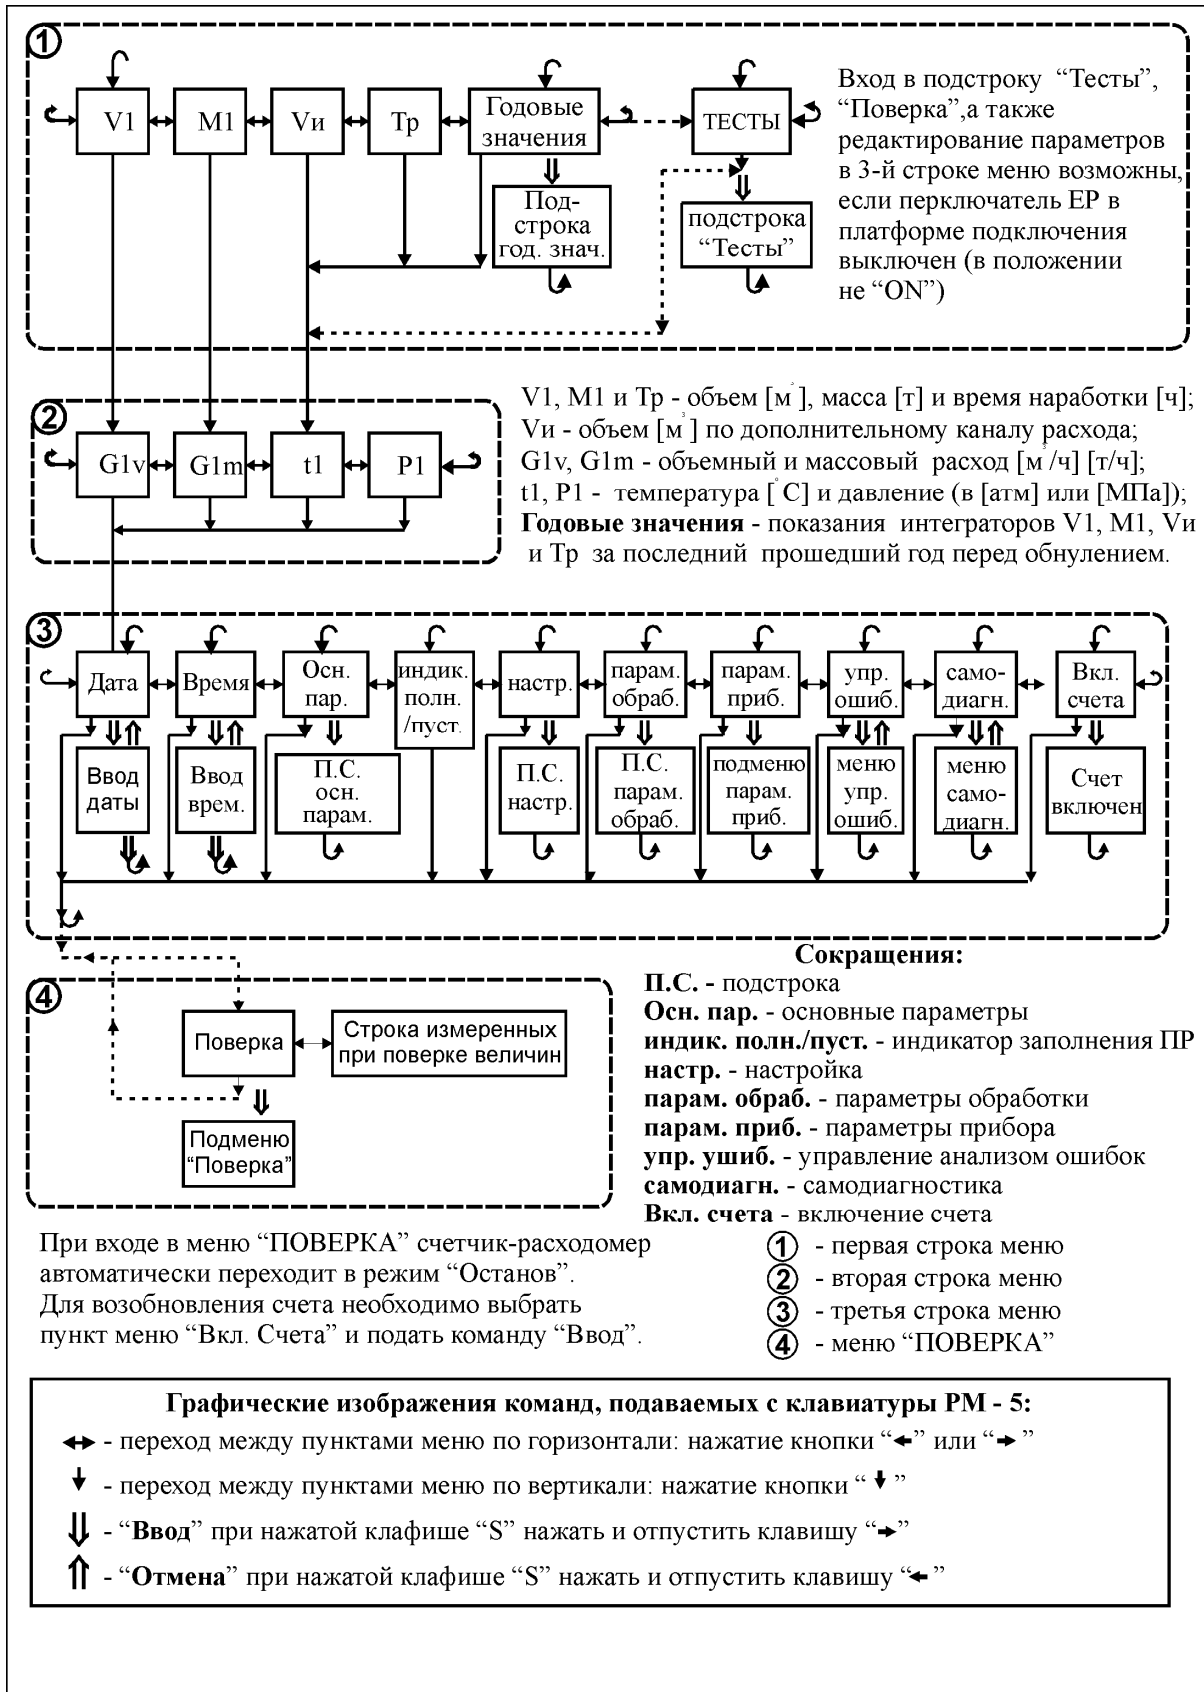 1
V1
M1
Vи
Тр
Годовые
значения
ТЕСТЫ
Под-
строка
год. знач.
подстрока
“Тесты”
Вход в подстроку “Тесты”,
“Поверка”,а также
редактирование параметров
в 3-й строке меню возможны,
если перключатель EP в
платформе подключения
выключен (в положении
не “ON”)
2
G1v
G1m
t1
P1
V1, M1 и Тр - объем [м³], масса [т] и время наработки [ч];
Vи - объем [м³] по дополнительному каналу расхода;
G1v, G1m - объемный и массовый расход [м³/ч] [т/ч];
t1, P1 - температура [°С] и давление (в [атм] или [МПа]);
Годовые значения - показания интеграторов V1, M1, Vи
и Тр за последний прошедший год перед обнулением.
3
Дата
Время
Осн.
пар.
индик.
полн.
/пуст.
настр.
парам.
обраб.
парам.
приб.
упр.
ошиб.
само-
диагн.
Вкл.
счета
Ввод
даты
Ввод
врем.
П.С.
осн.
парам.
П.С.
настр.
П.С.
парам.
обраб.
подменю
парам.
приб.
меню
упр.
ошиб.
меню
само-
диагн.
Счет
включен
4
Поверка
Строка измеренных
при поверке величин
Подменю
“Поверка”
Сокращения:
П.С. - подстрока
Осн. пар. - основные параметры
индик. полн./пуст. - индикатор заполнения ПР
настр. - настройка
парам. обраб. - параметры обработки
парам. приб. - параметры прибора
упр. ушиб. - управление анализом ошибок
самодиагн. - самодиагностика
Вкл. счета - включение счета
При входе в меню “ПОВЕРКА” счетчик-расходомер
автоматически переходит в режим “Останов”.
Для возобновления счета необходимо выбрать
пункт меню “Вкл. Счета” и подать команду “Ввод”.
1 - первая строка меню
2 - вторая строка меню
3 - третья строка меню
4 - меню “ПОВЕРКА”
Графические изображения команд, подаваемых с клавиатуры РМ - 5:
↔ - переход между пунктами меню по горизонтали: нажатие кнопки “←” или “→ ”
↓ - переход между пунктами меню по вертикали: нажатие кнопки “ ↓ ”
⇓ - “Ввод” при нажатой клафише “S” нажать и отпустить клавишу “→”
⇑ - “Отмена” при нажатой клафише “S” нажать и отпустить клавишу “← ”